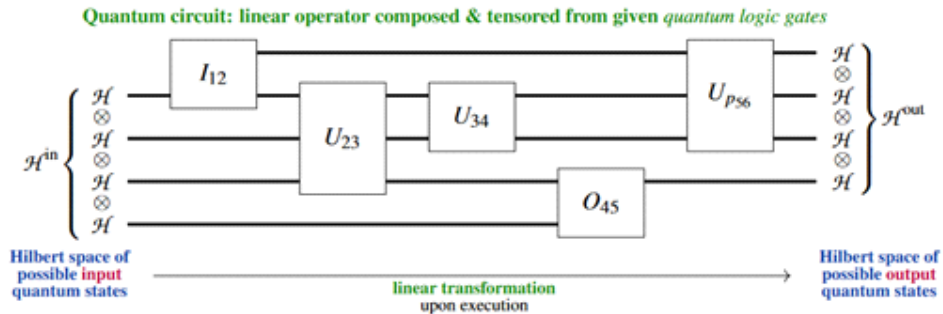 Quantum circuit: linear operator composed & tensored from given quantum logic gates
I₁₂
U₂₃
U₃₄
O₄₅
Uₚ₅₆
ℋⁱⁿ
ℋ
⊗
ℋ
⊗
ℋ
⊗
ℋ
ℋ
⊗
ℋ
⊗
ℋ
⊗
ℋ
ℋᵒᵘᵗ
Hilbert space of
possible input
quantum states
linear transformation
upon execution
Hilbert space of
possible output
quantum states